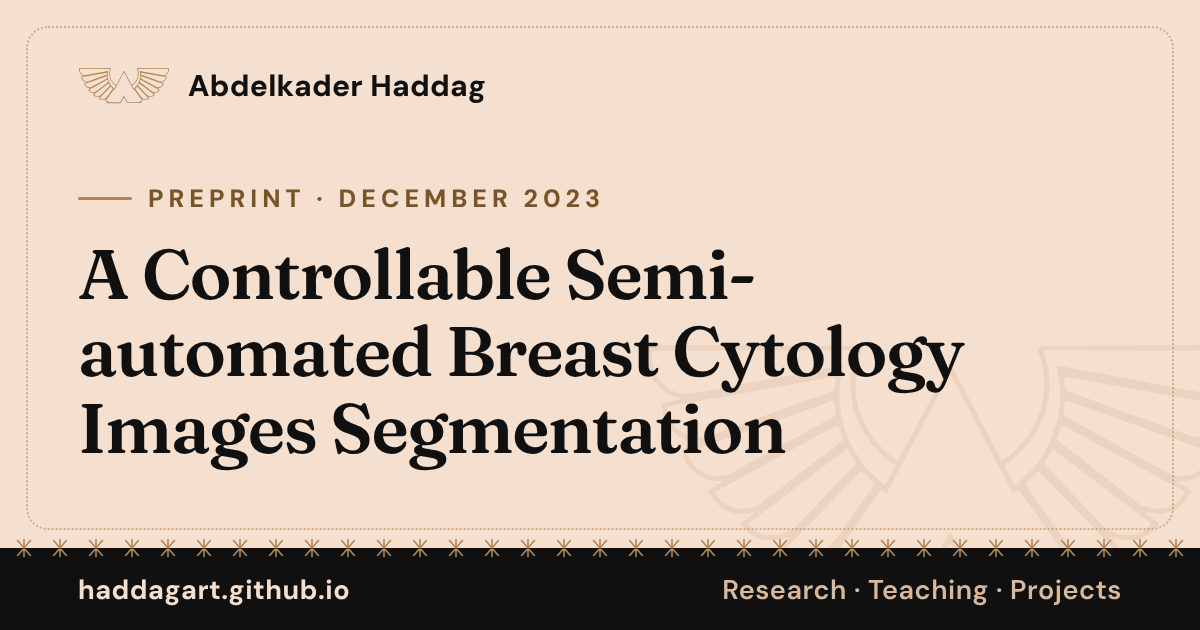 Abdelkader Haddag
PREPRINT · DECEMBER 2023
A Controllable Semi-
automated Breast Cytology
Images Segmentation
haddagart.github.io
Research · Teaching · Projects